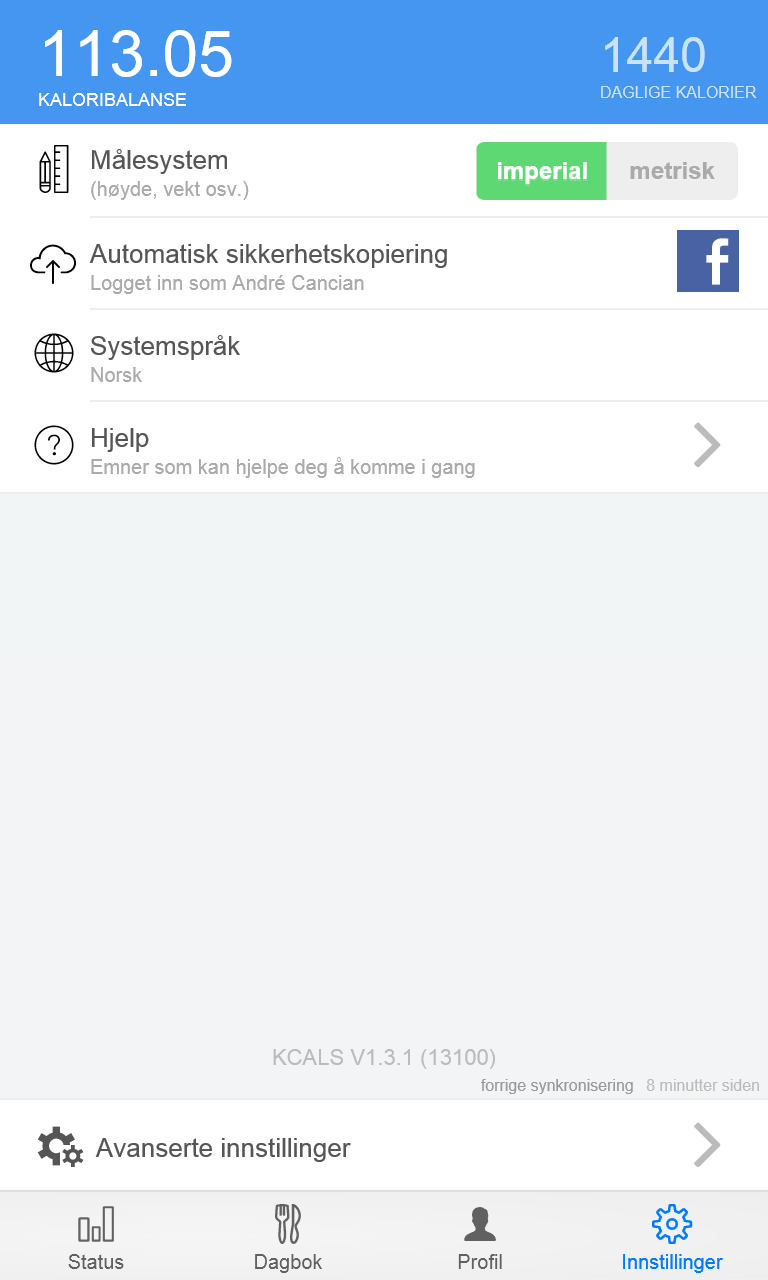 113.05
KALORIBALANSE
1440
DAGLIGE KALORIER
Målesystem
(høyde, vekt osv.)
imperial
metrisk
Automatisk sikkerhetskopiering
Logget inn som André Cancian
f
Systemspråk
Norsk
?
Hjelp
Emner som kan hjelpe deg å komme i gang
KCALS V1.3.1 (13100)
forrige synkronisering 8 minutter siden
Avanserte innstillinger
Status
Dagbok
Profil
Innstillinger